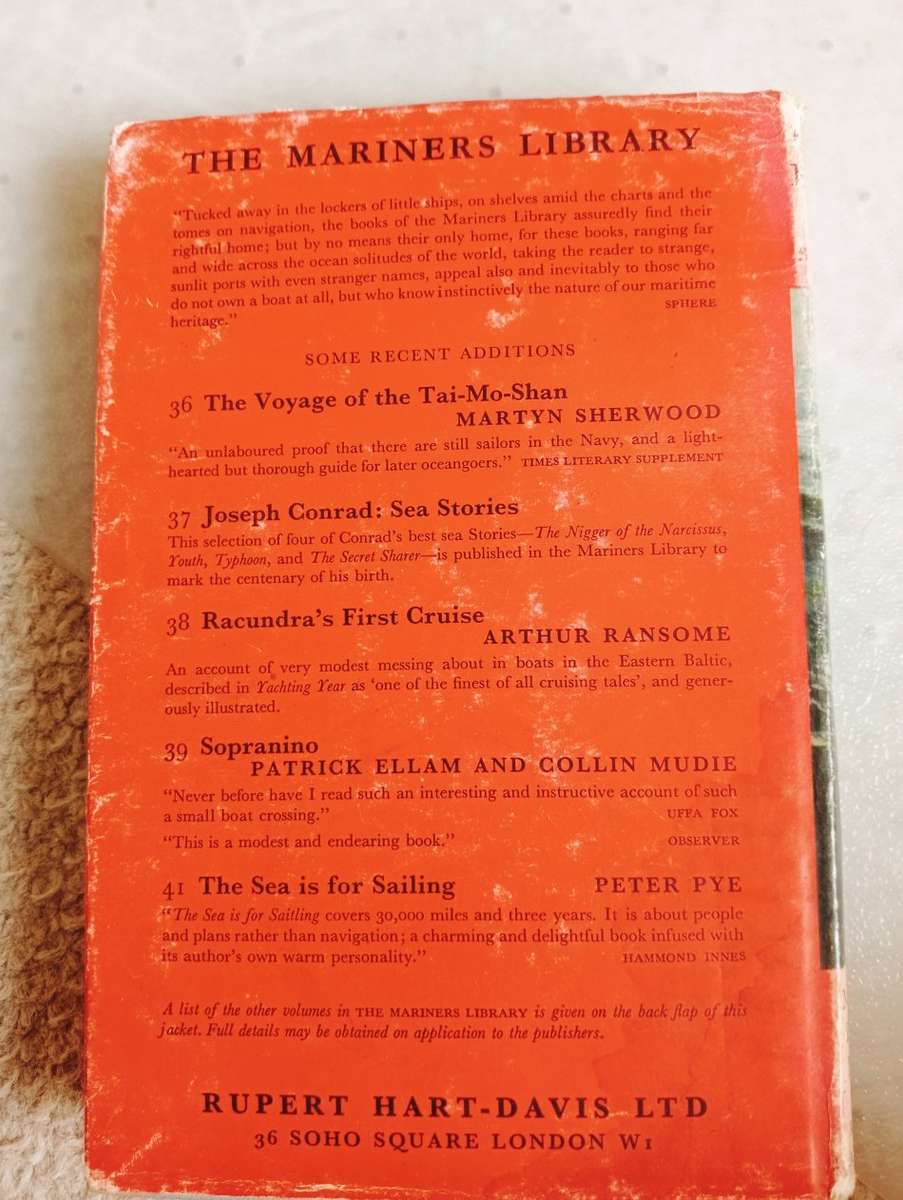 THE MARINERS LIBRARY
“Tucked away in the lockers of little ships, on shelves amid the charts and the
tomes on navigation, the books of the Mariners Library assuredly find their
rightful home; but by no means their only home, for these books, ranging far
and wide across the ocean solitudes of the world, taking the reader to strange,
sunlit ports with even stranger names, appeal also and inevitably to those who
do not own a boat at all, but who know instinctively the nature of our maritime
heritage.” SPHERE
SOME RECENT ADDITIONS
36 The Voyage of the Tai-Mo-Shan
MARTYN SHERWOOD
“An unlaboured proof that there are still sailors in the Navy, and a light-
hearted but thorough guide for later oceangoers.” TIMES LITERARY SUPPLEMENT
37 Joseph Conrad: Sea Stories
This selection of four of Conrad’s best sea Stories—The Nigger of the Narcissus,
Youth, Typhoon, and The Secret Sharer—is published in the Mariners Library to
mark the centenary of his birth.
38 Racundra’s First Cruise
ARTHUR RANSOME
An account of very modest messing about in boats in the Eastern Baltic,
described in Yachting Year as ‘one of the finest of all cruising tales’, and gener-
ously illustrated.
39 Sopranino
PATRICK ELLAM AND COLLIN MUDIE
“Never before have I read such an interesting and instructive account of such
a small boat crossing.” UFFA FOX
“This is a modest and endearing book.” OBSERVER
41 The Sea is for Sailing PETER PYE
“The Sea is for Saitling covers 30,000 miles and three years. It is about people
and plans rather than navigation; a charming and delightful book infused with
its author’s own warm personality.” HAMMOND INNES
A list of the other volumes in THE MARINERS LIBRARY is given on the back flap of this
jacket. Full details may be obtained on application to the publishers.
RUPERT HART-DAVIS LTD
36 SOHO SQUARE LONDON W1